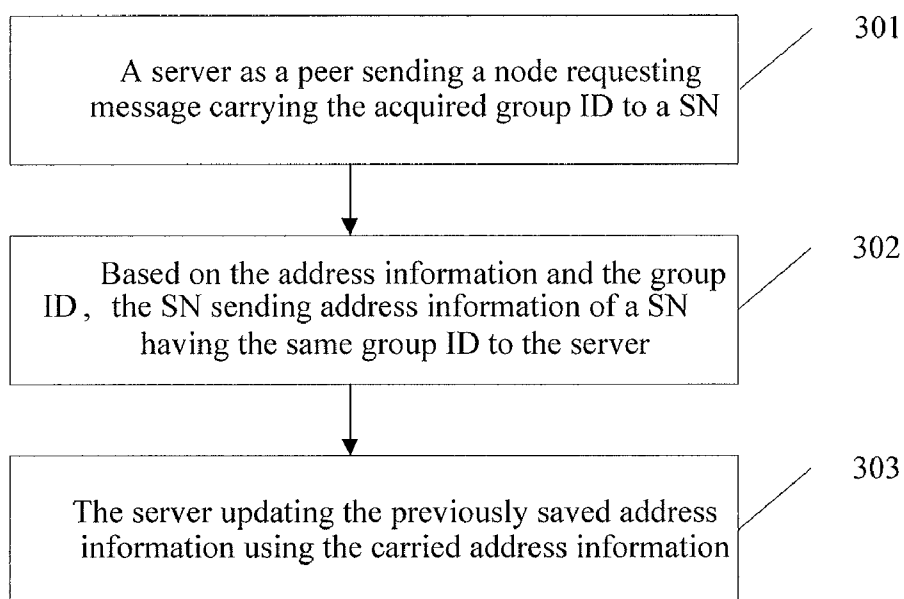 301
A server as a peer sending a node requesting
message carrying the acquired group ID to a SN
302
Based on the address information and the group
ID, the SN sending address information of a SN
having the same group ID to the server
303
The server updating the previously saved address
information using the carried address information